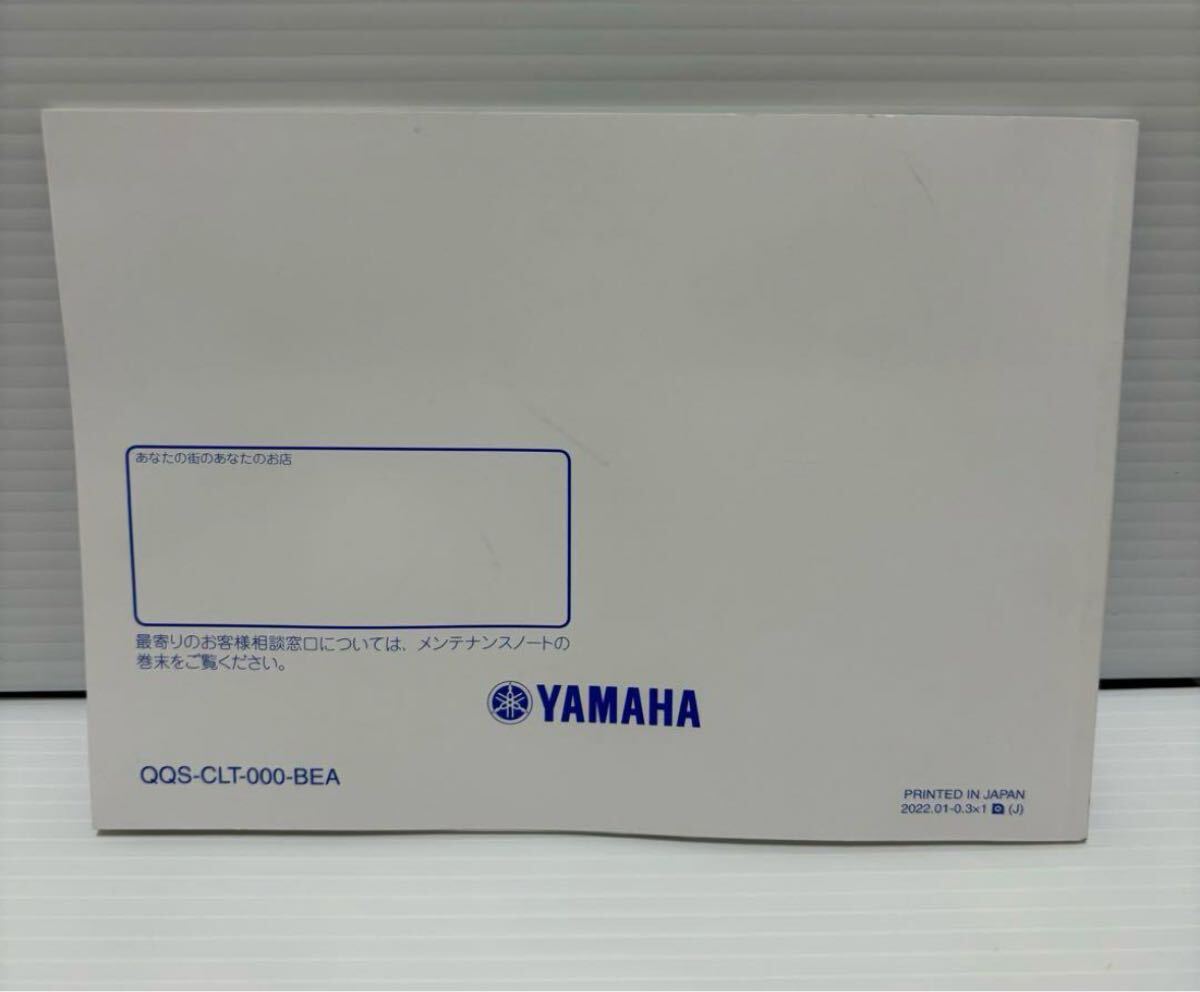 あなたの街のあなたのお店
最寄りのお客様相談窓口については、メンテナンスノートの
巻末をご覧ください。
YAMAHA
QQS-CLT-000-BEA
PRINTED IN JAPAN
2022.01-0.3×1 (J)